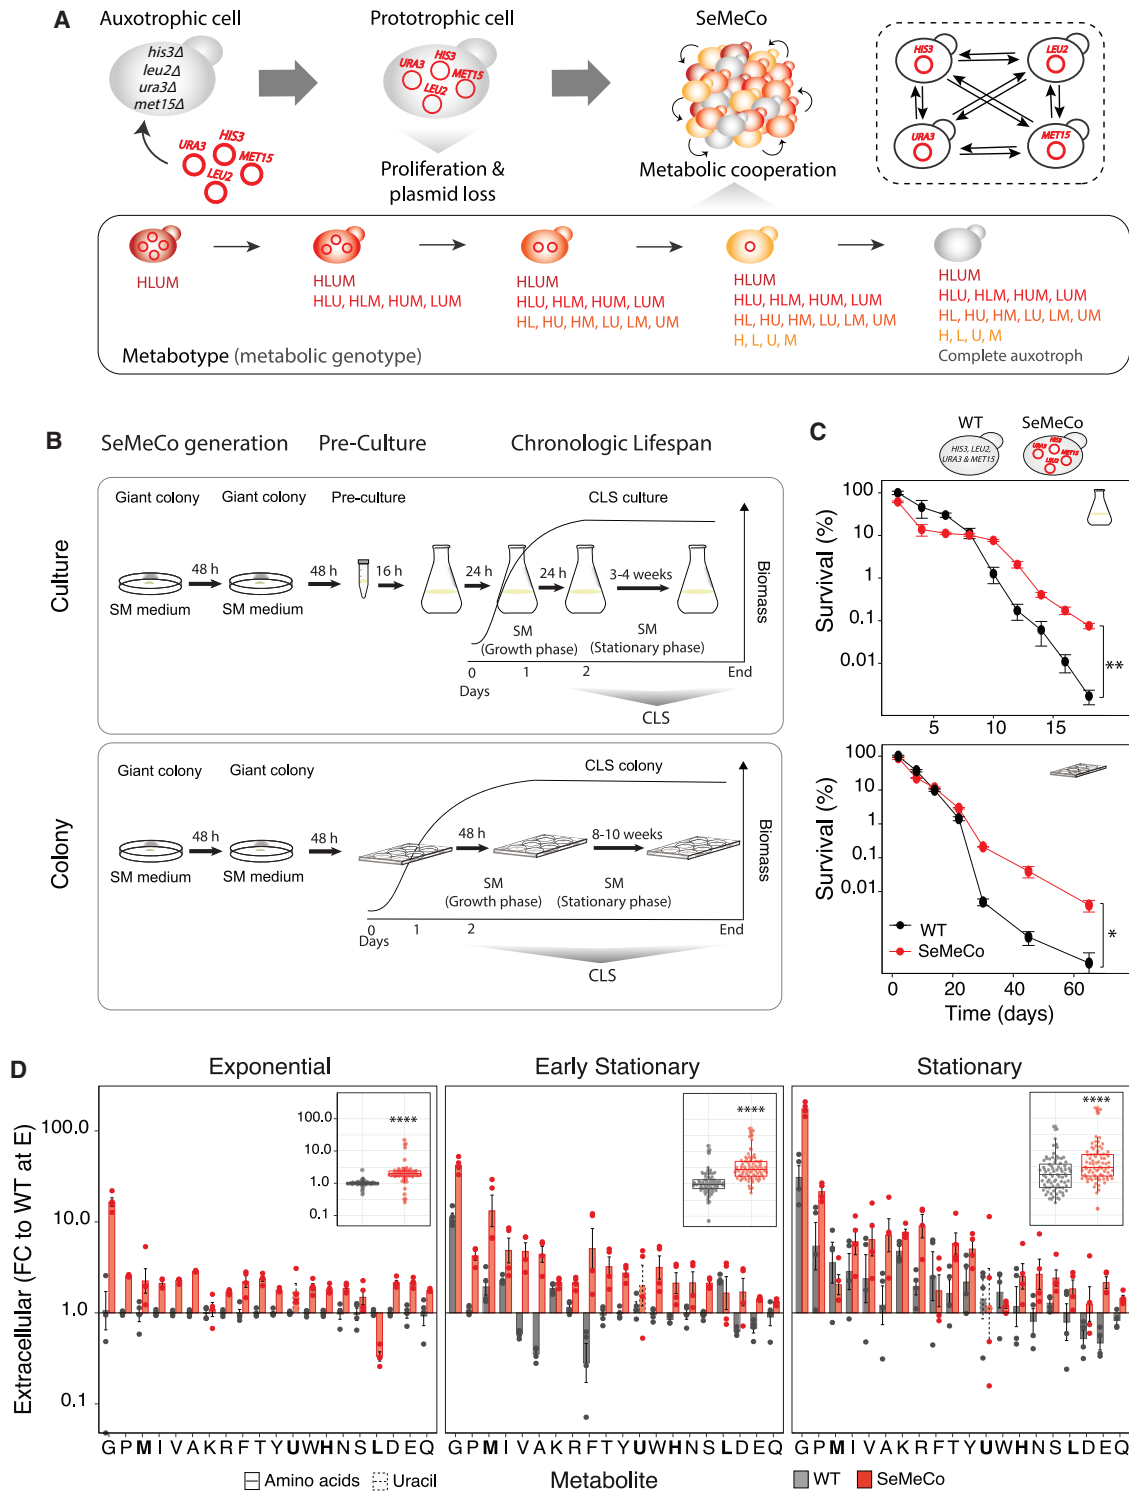 A
Auxotrophic cell
Prototrophic cell
SeMeCo
his3Δ
leu2Δ
ura3Δ
met15Δ
URA3
HIS3
MET15
LEU2
HIS3
URA3
MET15
LEU2
HIS3
LEU2
URA3
MET15
Proliferation &
plasmid loss
Metabolic cooperation
HLUM
HLUM
HLU, HLM, HUM, LUM
HLUM
HLU, HLM, HUM, LUM
HL, HU, HM, LU, LM, UM
HLUM
HLU, HLM, HUM, LUM
HL, HU, HM, LU, LM, UM
H, L, U, M
HLUM
HLU, HLM, HUM, LUM
HL, HU, HM, LU, LM, UM
H, L, U, M
Complete auxotroph
Metabotype (metabolic genotype)
B
SeMeCo generation
Pre-Culture
Chronologic Lifespan
Culture
Giant colony
Giant colony
Pre-culture
CLS culture
48 h
48 h
16 h
24 h
24 h
3-4 weeks
SM medium
SM medium
SM
(Growth phase)
SM
(Stationary phase)
Biomass
0
1
2
End
Days
CLS
Colony
Giant colony
Giant colony
CLS colony
48 h
48 h
48 h
8-10 weeks
SM medium
SM medium
SM
(Growth phase)
SM
(Stationary phase)
Biomass
0
1
2
End
Days
CLS
C
WT
SeMeCo
HIS3, LEU2,
URA3 & MET15
HIS3
URA3
MET15
LEU2
Survival (%)
100
10
1
0.1
0.01
**
5
10
15
Survival (%)
100
10
1
0.1
0.01
WT
SeMeCo
*
0
20
40
60
Time (days)
D
Exponential
Early Stationary
Stationary
Extracellular (FC to WT at E)
100.0
10.0
1.0
0.1
100.0
10.0
1.0
0.1
****
****
****
G P M I V A K R F T Y U W H N S L D E Q
G P M I V A K R F T Y U W H N S L D E Q
G P M I V A K R F T Y U W H N S L D E Q
Amino acids
Uracil
Metabolite
WT
SeMeCo